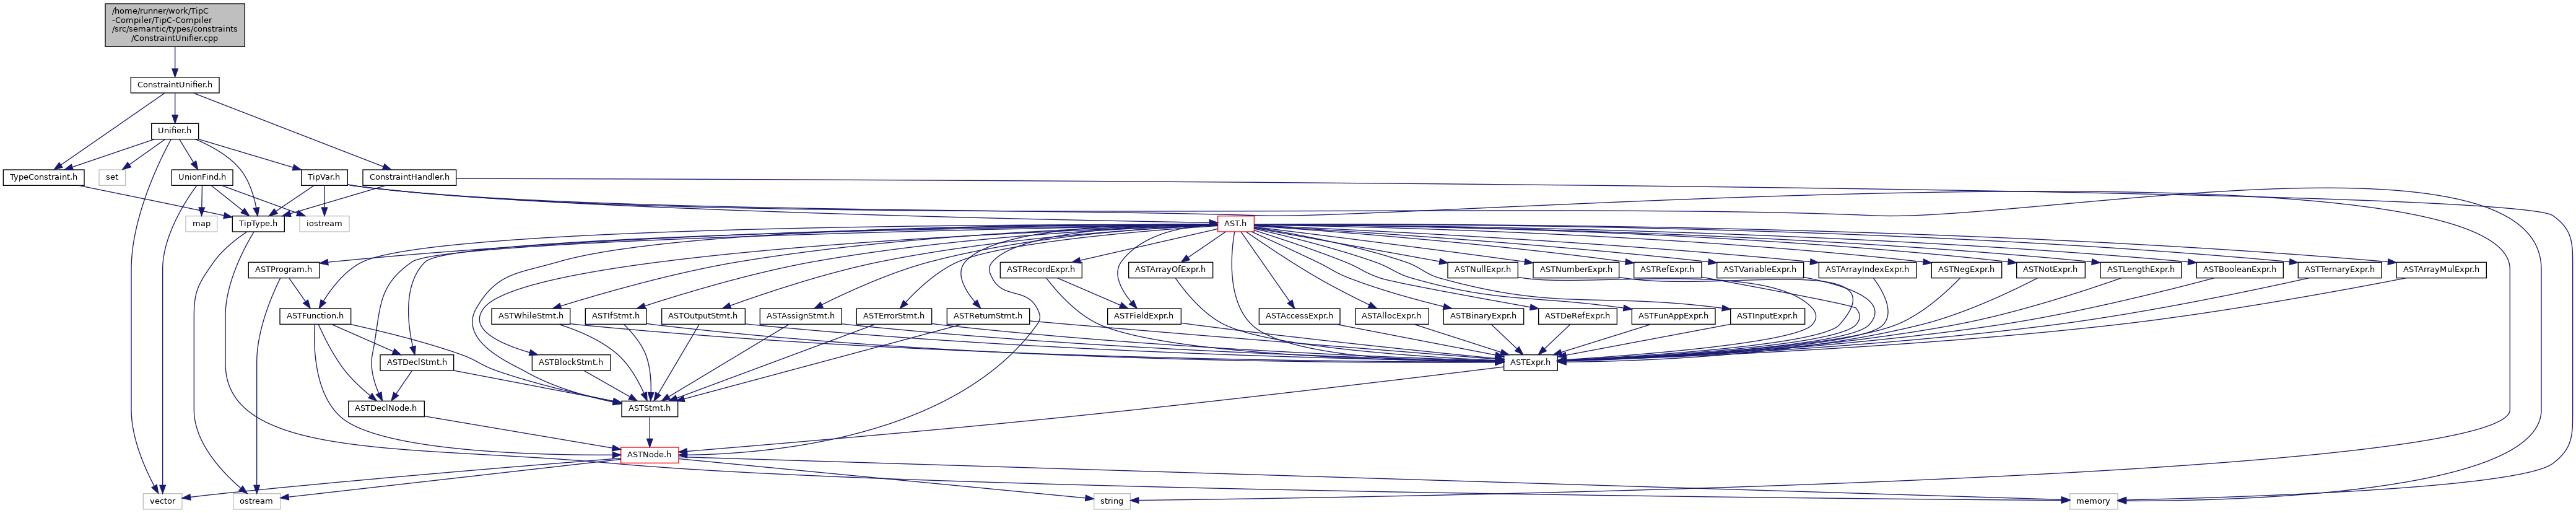 /home/runner/work/TipC
-Compiler/TipC-Compiler
/src/semantic/types/constraints
/ConstraintUnifier.cpp
ConstraintUnifier.h
Unifier.h
TypeConstraint.h
set
UnionFind.h
TipVar.h
ConstraintHandler.h
map
TipType.h
iostream
AST.h
ASTProgram.h
ASTRecordExpr.h
ASTArrayOfExpr.h
ASTNullExpr.h
ASTNumberExpr.h
ASTRefExpr.h
ASTVariableExpr.h
ASTArrayIndexExpr.h
ASTNegExpr.h
ASTNotExpr.h
ASTLengthExpr.h
ASTBooleanExpr.h
ASTTernaryExpr.h
ASTArrayMulExpr.h
ASTFunction.h
ASTWhileStmt.h
ASTIfStmt.h
ASTOutputStmt.h
ASTAssignStmt.h
ASTErrorStmt.h
ASTReturnStmt.h
ASTFieldExpr.h
ASTAccessExpr.h
ASTAllocExpr.h
ASTBinaryExpr.h
ASTDeRefExpr.h
ASTFunAppExpr.h
ASTInputExpr.h
ASTDeclStmt.h
ASTBlockStmt.h
ASTExpr.h
ASTDeclNode.h
ASTStmt.h
ASTNode.h
vector
ostream
string
memory